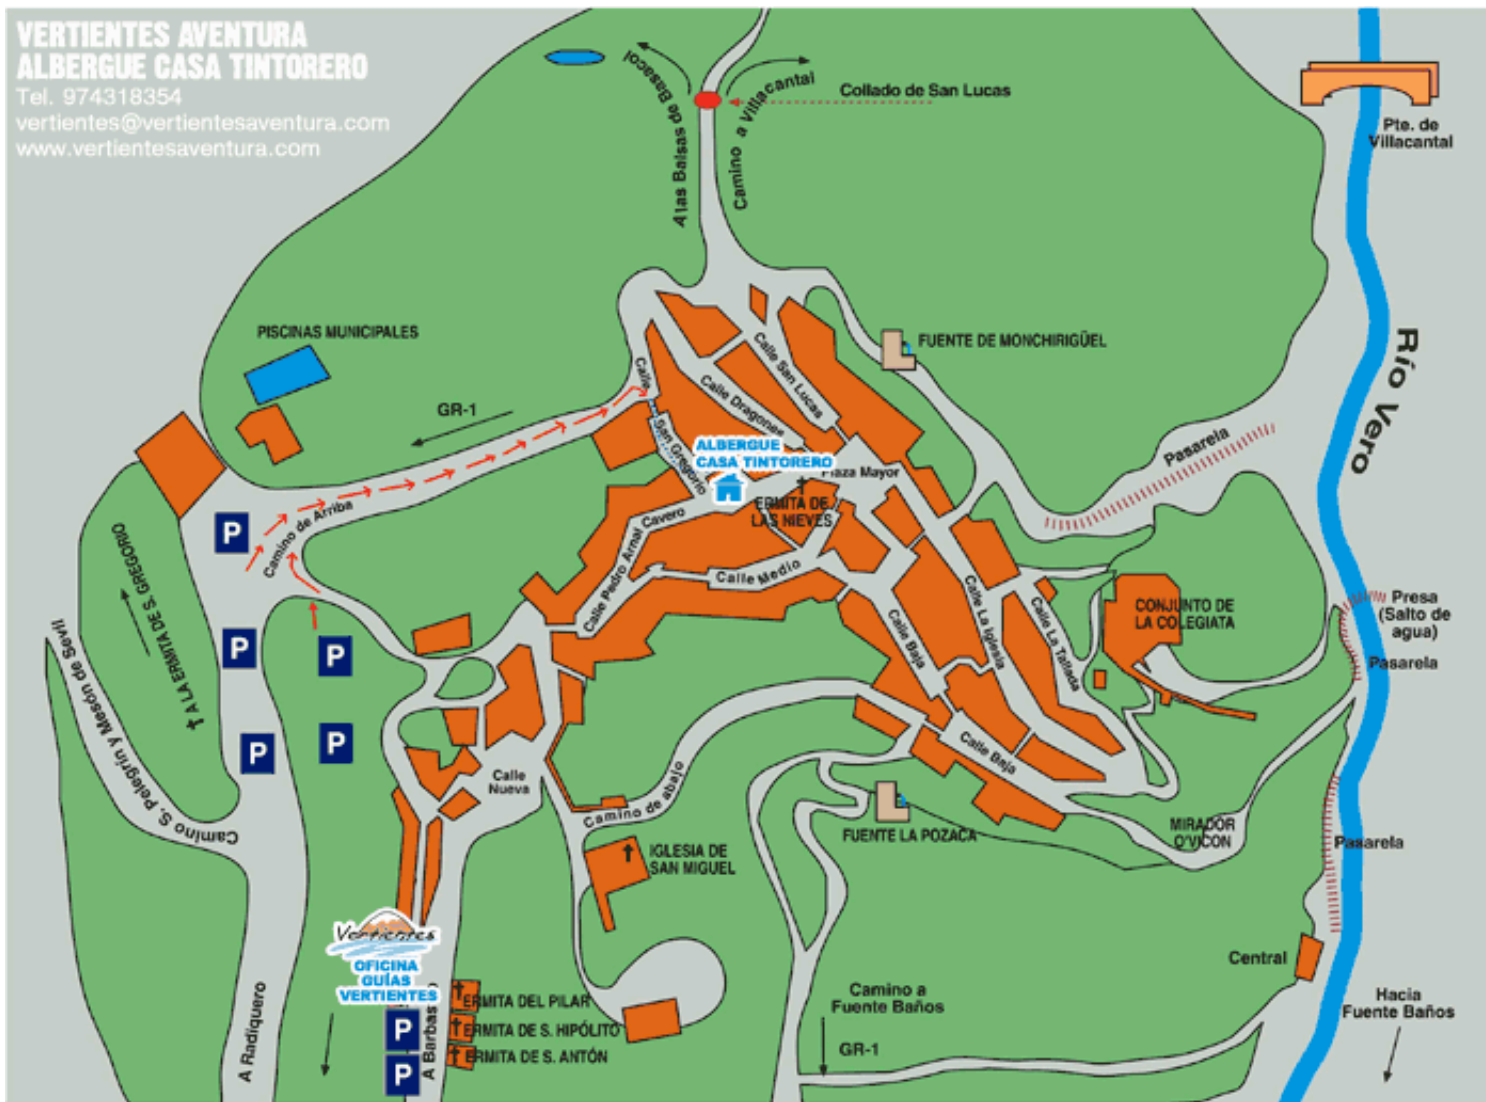 VERTIENTES AVENTURA
ALBERGUE CASA TINTORERO
Tel. 974318354
vertientes@vertientesaventura.com
www.vertientesaventura.com
A las Balsas de Basacol
Camino a Villacantal
Collado de San Lucas
Pte. de
Villacantal
Río Vero
PISCINAS MUNICIPALES
GR-1
FUENTE DE MONCHIRIGÜEL
Calle
San Gregorio
Calle Dragones
Calle San Lucas
ALBERGUE
CASA TINTORERO
Plaza Mayor
ERMITA DE
LAS NIEVES
Pasarela
Camino de Arriba
P
A LA ERMITA DE S. GREGORIO
Camino S. Pelegrín y Mesón de Sevil
P
P
P
P
Calle Pedro Arnal Cavero
Calle Medio
Calle Baja
Calle La Iglesia
Calle La Tallada
CONJUNTO DE
LA COLEGIATA
Presa
(Salto de
agua)
Pasarela
Calle
Nueva
Camino de abajo
Calle Baja
FUENTE LA POZACA
MIRADOR
O'VICON
Pasarela
IGLESIA DE
SAN MIGUEL
Vertientes
OFICINA
GUÍAS
VERTIENTES
A Radiquero
P
P
A Barbas
ERMITA DEL PILAR
ERMITA DE S. HIPÓLITO
ERMITA DE S. ANTÓN
Camino a
Fuente Baños
GR-1
Central
Hacia
Fuente Baños